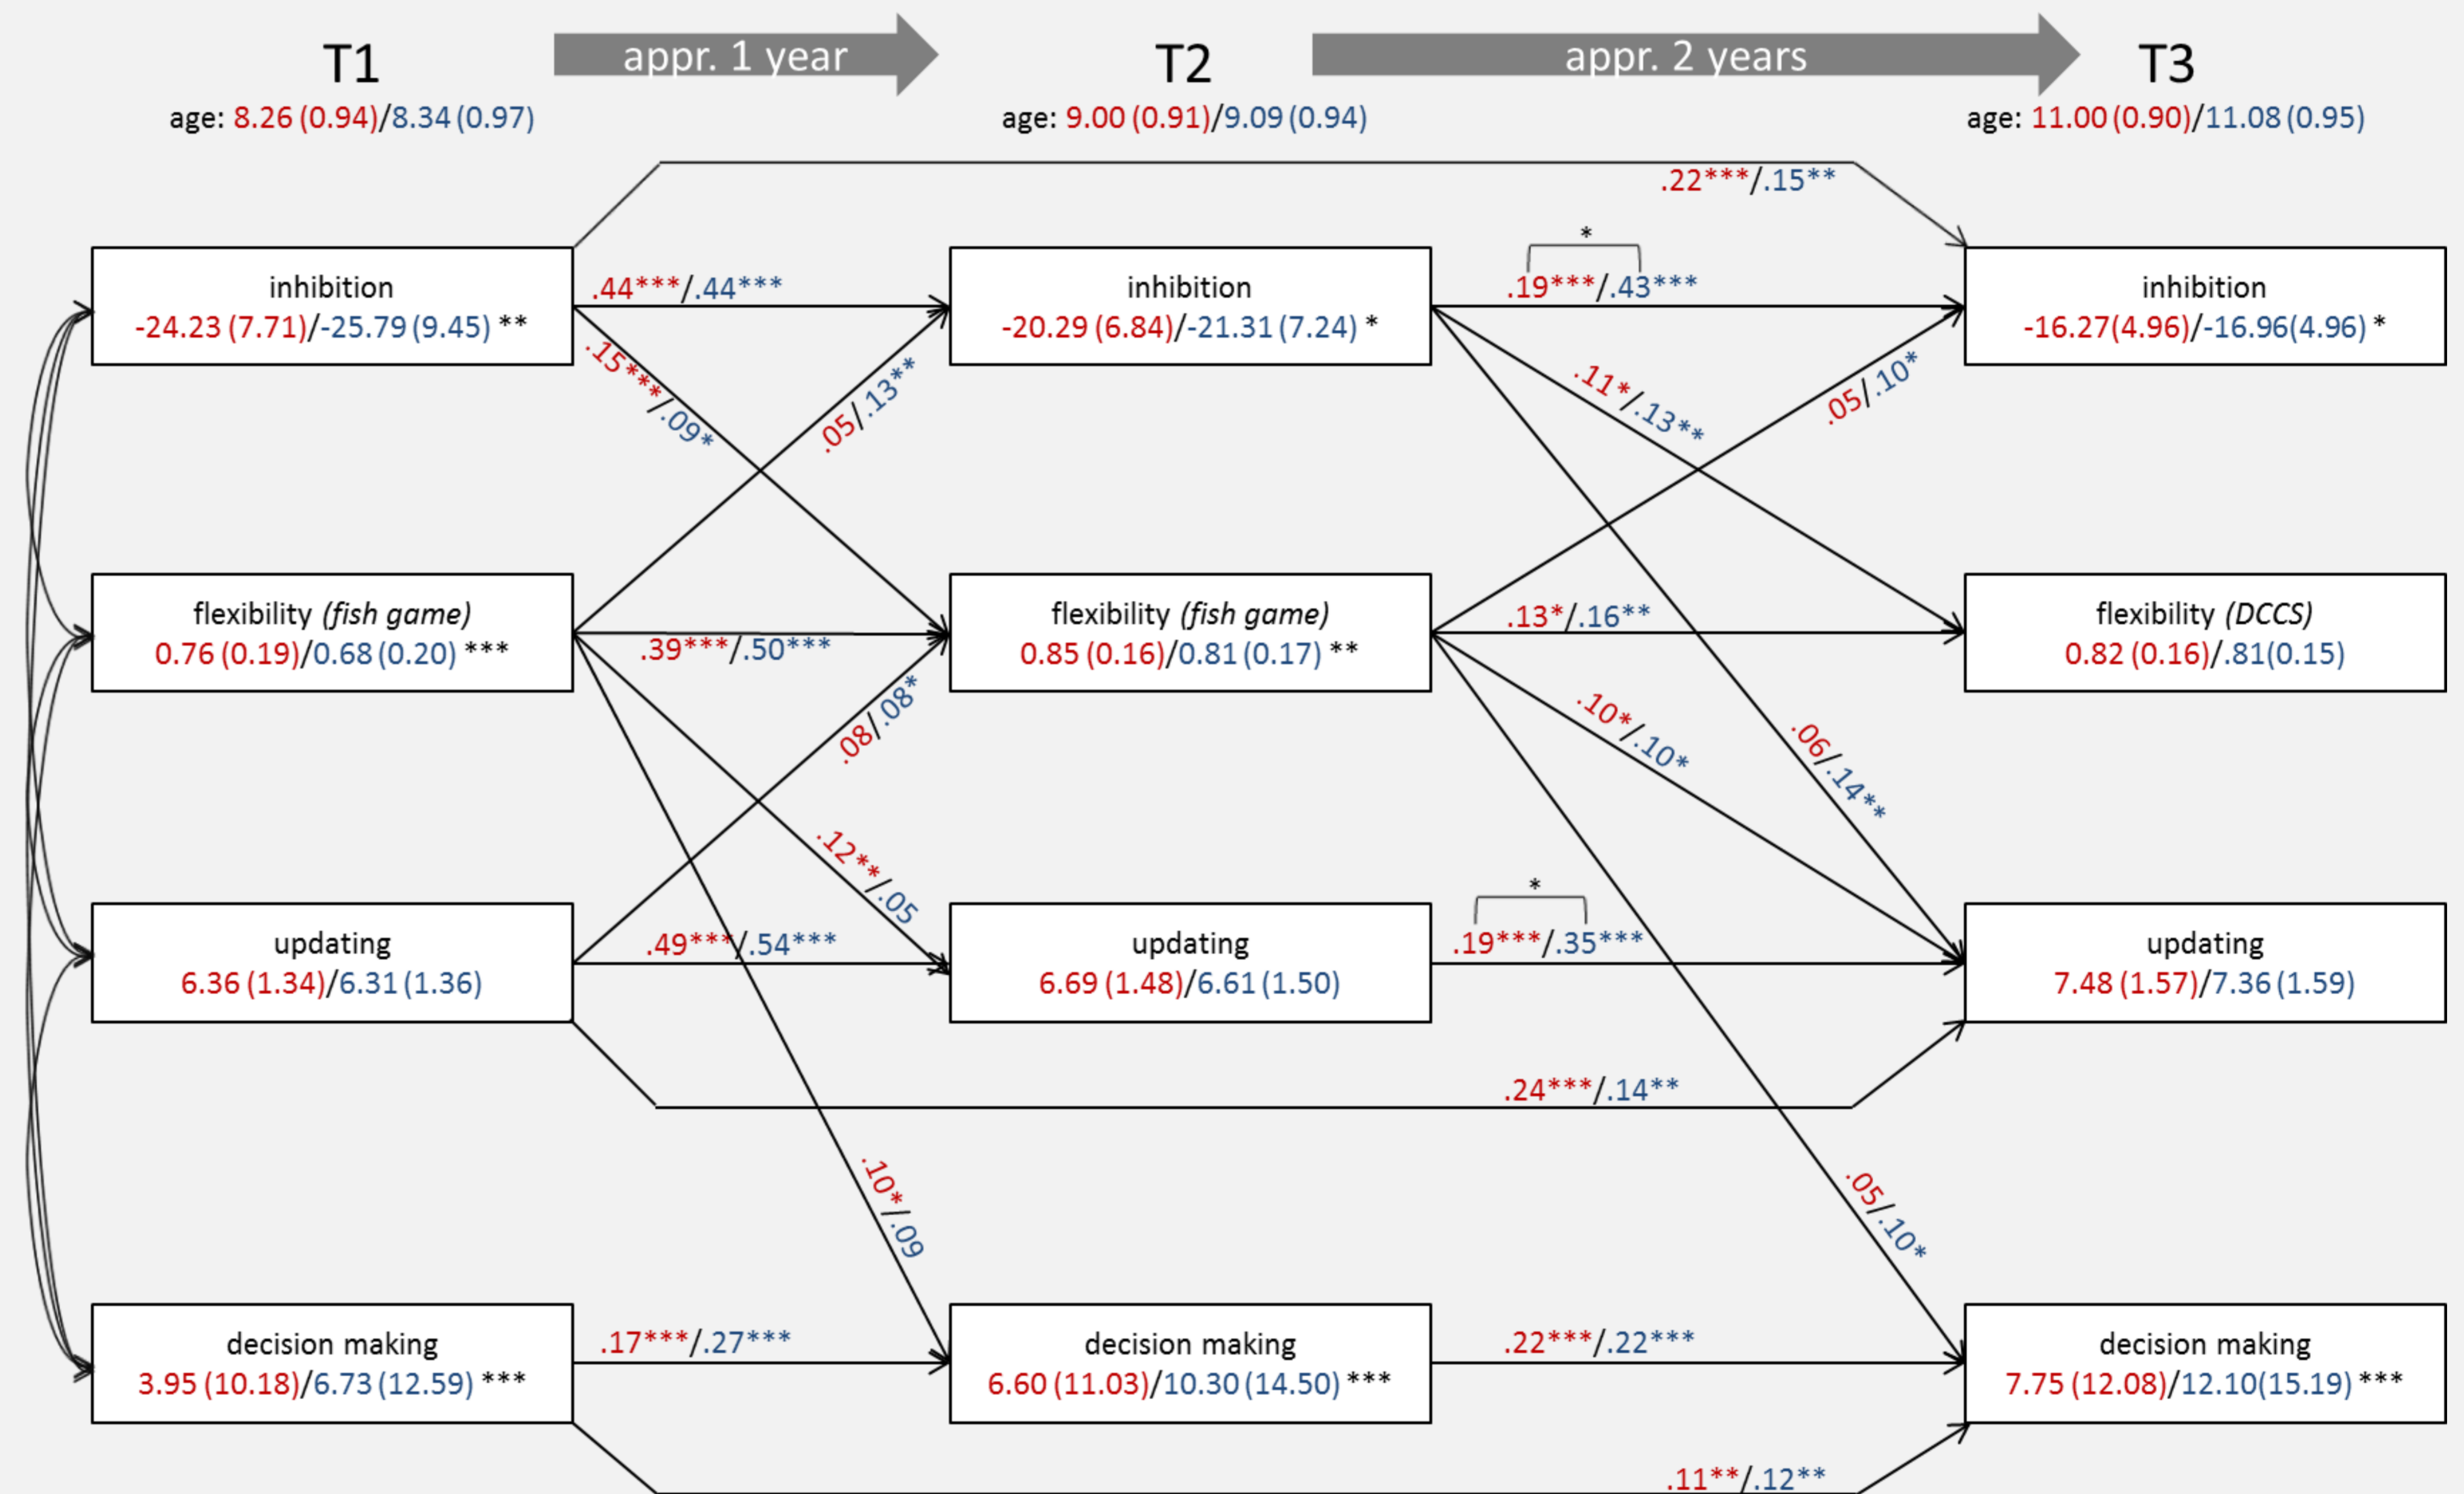 T1
appr. 1 year
T2
appr. 2 years
T3
age: 8.26 (0.94)/8.34 (0.97)
age: 9.00 (0.91)/9.09 (0.94)
age: 11.00 (0.90)/11.08 (0.95)
.22***/.15**
inhibition
-24.23 (7.71)/-25.79 (9.45) **
.44***/.44***
inhibition
-20.29 (6.84)/-21.31 (7.24) *
*
.19***/.43***
inhibition
-16.27(4.96)/-16.96(4.96) *
.15***/.09*
.05/.13**
.11*/.13**
.05/.10*
flexibility (fish game)
0.76 (0.19)/0.68 (0.20) ***
.39***/.50***
flexibility (fish game)
0.85 (0.16)/0.81 (0.17) **
.13*/.16**
flexibility (DCCS)
0.82 (0.16)/.81(0.15)
.08/.08*
.10*/.10*
.06/.14**
.12**/.05
updating
6.36 (1.34)/6.31 (1.36)
.49***/.54***
updating
6.69 (1.48)/6.61 (1.50)
*
.19***/.35***
updating
7.48 (1.57)/7.36 (1.59)
.24***/.14**
.10*/.09
.05/.10*
decision making
3.95 (10.18)/6.73 (12.59) ***
.17***/.27***
decision making
6.60 (11.03)/10.30 (14.50) ***
.22***/.22***
decision making
7.75 (12.08)/12.10(15.19) ***
.11**/.12**